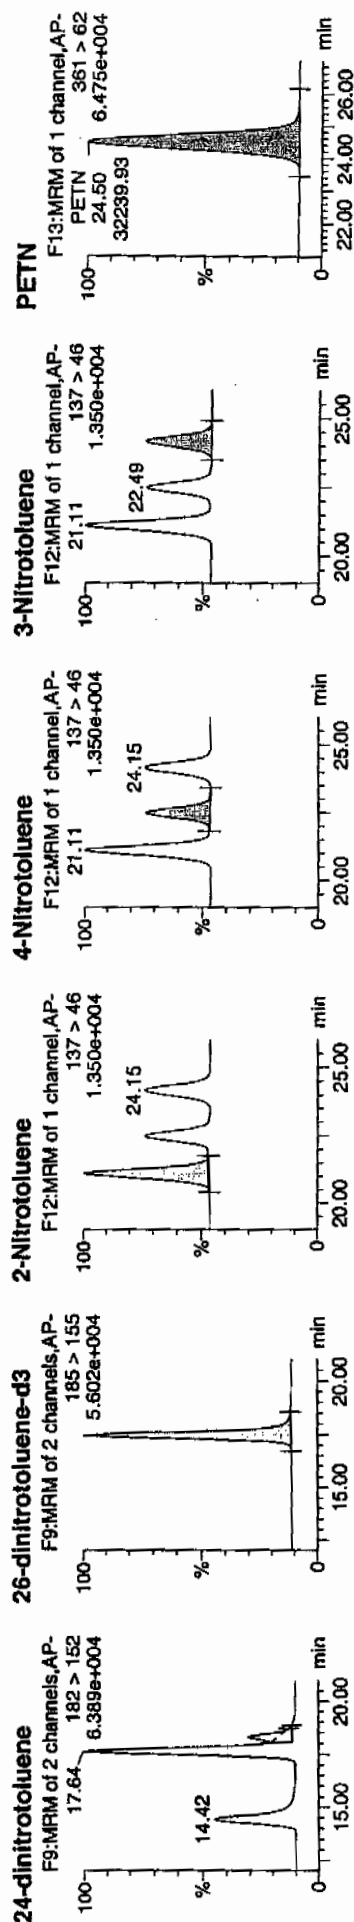 24-dinitrotoluene
F9:MRM of 2 channels,AP-
182 > 152
6.389e+004
17.64
14.42
100
%
0
15.00
20.00
min
26-dinitrotoluene-d3
F9:MRM of 2 channels,AP-
185 > 155
5.602e+004
100
%
0
15.00
20.00
min
2-Nitrotoluene
F12:MRM of 1 channel,AP-
137 > 46
1.350e+004
24.15
100
%
0
20.00
25.00
min
4-Nitrotoluene
F12:MRM of 1 channel,AP-
137 > 46
1.350e+004
21.11
24.15
100
%
0
20.00
25.00
min
3-Nitrotoluene
F12:MRM of 1 channel,AP-
137 > 46
1.350e+004
21.11
22.49
100
%
0
20.00
25.00
min
PETN
F13:MRM of 1 channel,AP-
361 > 62
6.475e+004
PETN
24.50
32239.93
100
%
0
22.00
24.00
26.00
min